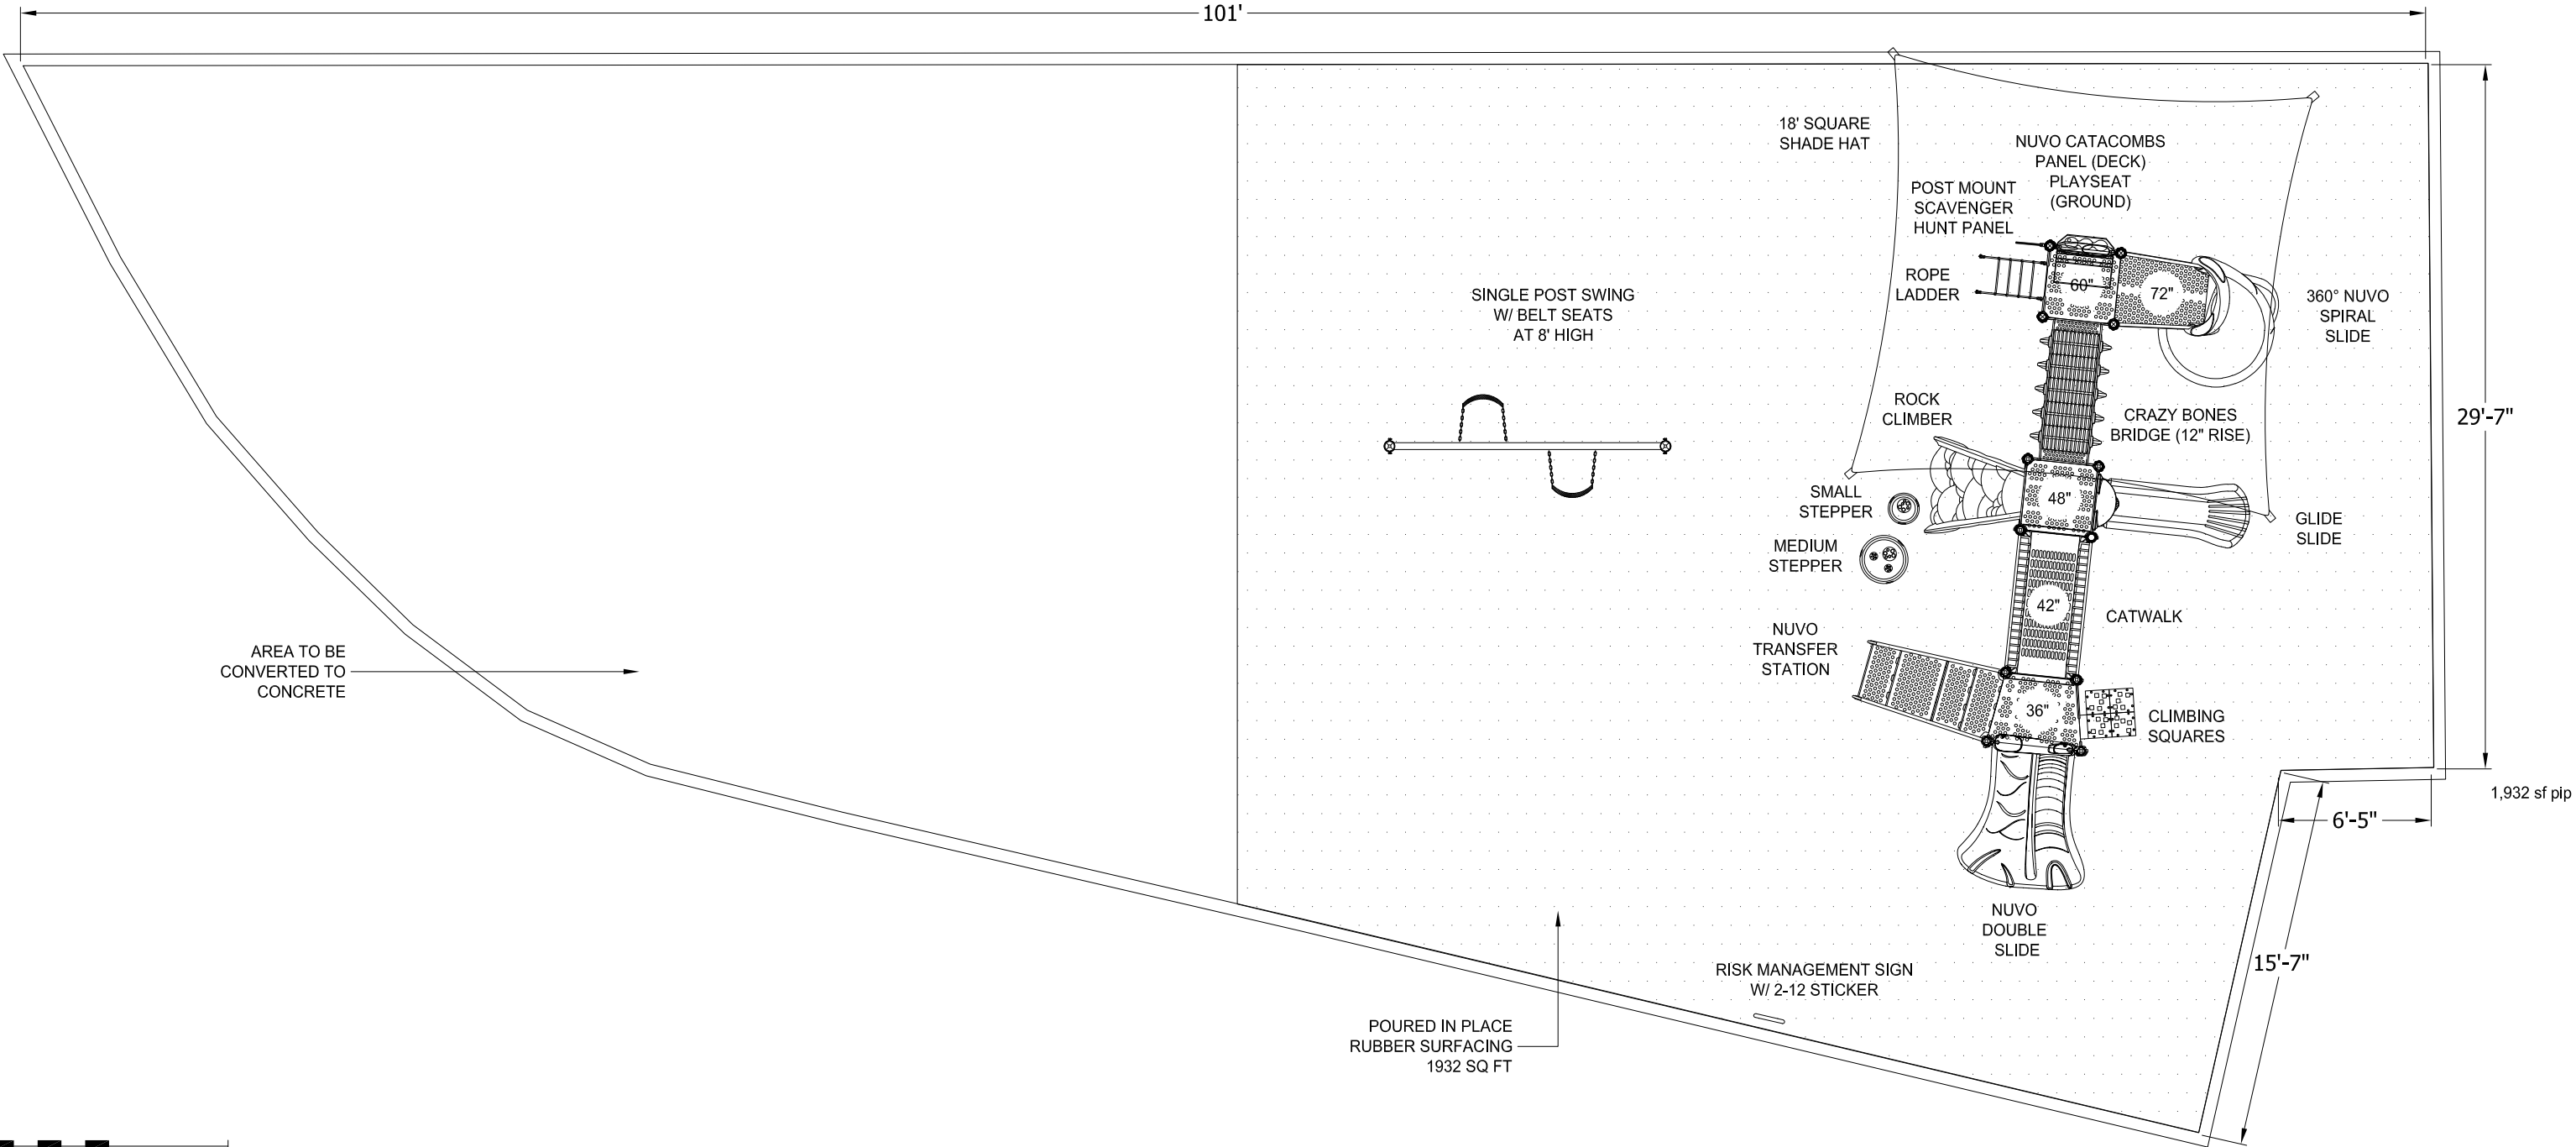 101'
18' SQUARE
SHADE HAT
NUVO CATACOMBS
PANEL (DECK)
PLAYSEAT
(GROUND)
POST MOUNT
SCAVENGER
HUNT PANEL
ROPE
LADDER
60"
72"
360° NUVO
SPIRAL
SLIDE
SINGLE POST SWING
W/ BELT SEATS
AT 8' HIGH
ROCK
CLIMBER
CRAZY BONES
BRIDGE (12" RISE)
29'-7"
SMALL
STEPPER
48"
GLIDE
SLIDE
MEDIUM
STEPPER
42"
CATWALK
NUVO
TRANSFER
STATION
AREA TO BE
CONVERTED TO
CONCRETE
36"
CLIMBING
SQUARES
1,932 sf pip
6'-5"
NUVO
DOUBLE
SLIDE
15'-7"
RISK MANAGEMENT SIGN
W/ 2-12 STICKER
POURED IN PLACE
RUBBER SURFACING
1932 SQ FT